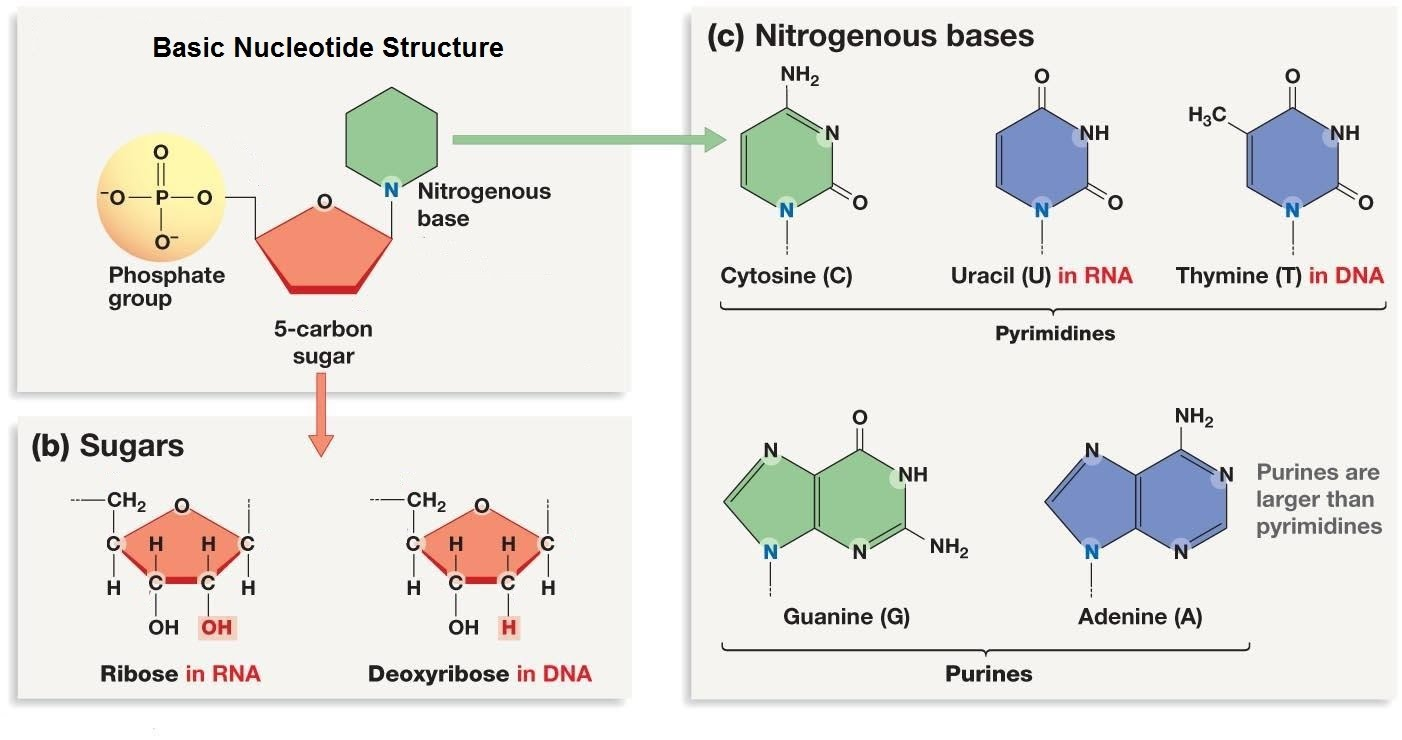 Basic Nucleotide Structure
O
⁻O—P—O
O⁻
Phosphate
group
O
N
Nitrogenous
base
5-carbon
sugar
(b) Sugars
CH₂
O
C H H C
H C C H
OH OH
Ribose in RNA
CH₂
O
C H H C
H C C H
OH H
Deoxyribose in DNA
(c) Nitrogenous bases
NH₂
N
O
N
Cytosine (C)
O
NH
O
N
Uracil (U) in RNA
O
H₃C
NH
O
N
Thymine (T) in DNA
Pyrimidines
O
N
NH
N
N
NH₂
Guanine (G)
NH₂
N
N
N
N
Adenine (A)
Purines are
larger than
pyrimidines
Purines